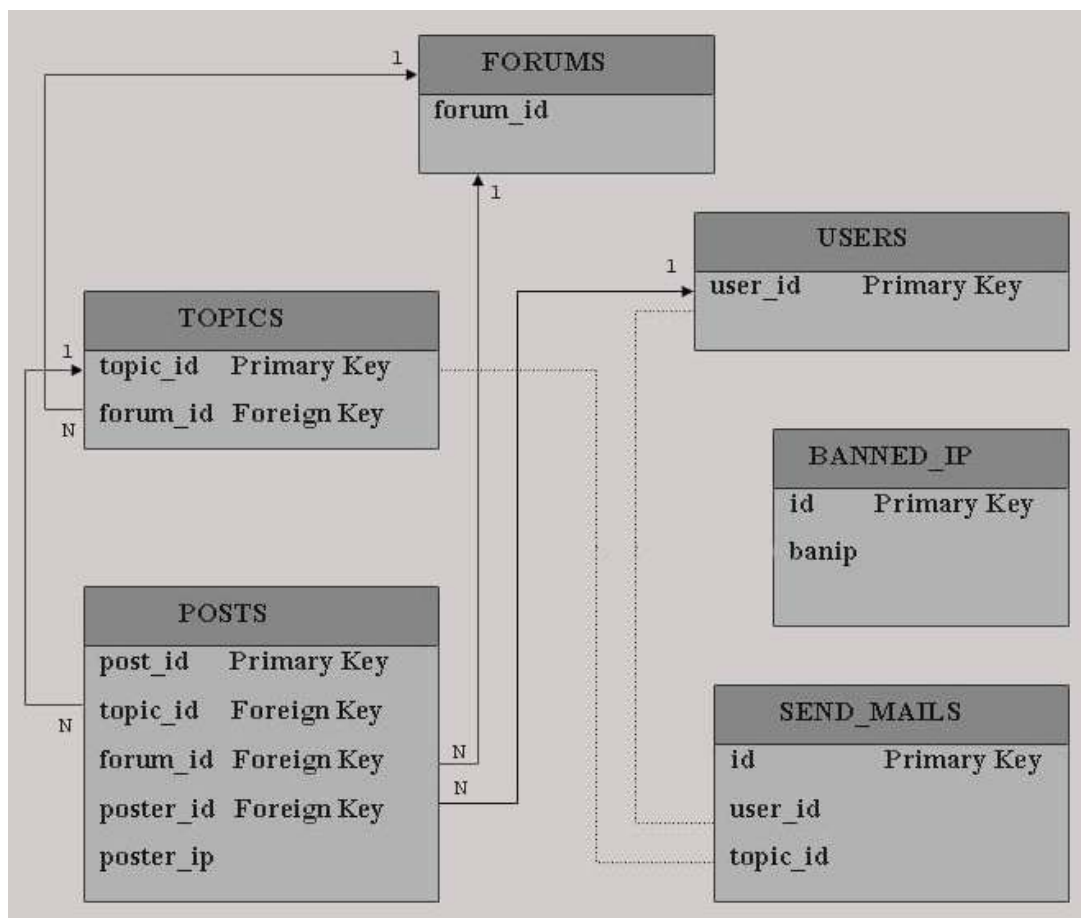 FORUMS
forum_id
1
1
USERS
user_id Primary Key
1
TOPICS
topic_id Primary Key
forum_id Foreign Key
1
N
BANNED_IP
id Primary Key
banip
POSTS
post_id Primary Key
topic_id Foreign Key
forum_id Foreign Key
poster_id Foreign Key
poster_ip
N
N
N
SEND_MAILS
id Primary Key
user_id
topic_id